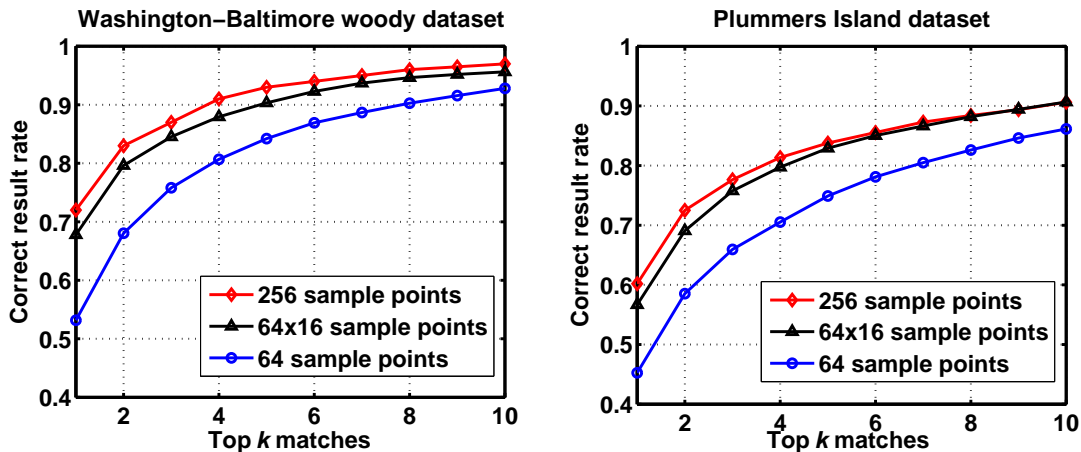 Washington−Baltimore woody dataset
1
0.9
0.8
0.7
0.6
0.5
0.4
Correct result rate
256 sample points
64x16 sample points
64 sample points
2 4 6 8 10
Top k matches
Plummers Island dataset
1
0.9
0.8
0.7
0.6
0.5
0.4
Correct result rate
256 sample points
64x16 sample points
64 sample points
2 4 6 8 10
Top k matches